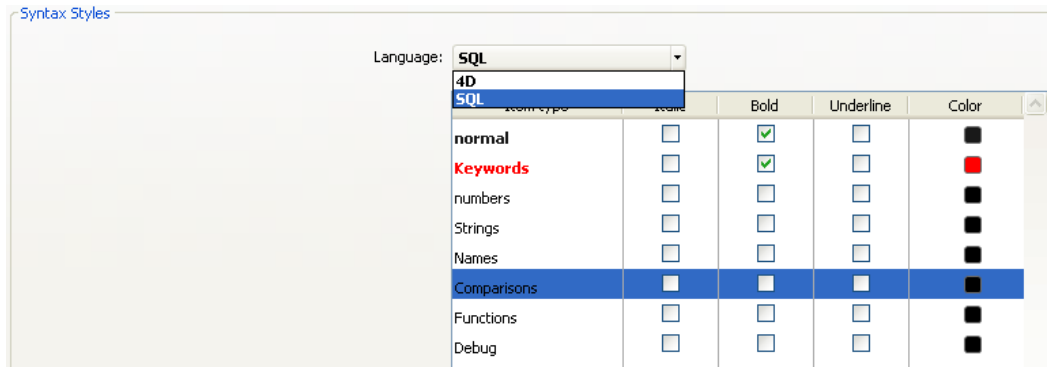 Syntax Styles
Language: SQL
4D
SQL
Bold Underline Color
normal
Keywords
numbers
Strings
Names
Comparisons
Functions
Debug